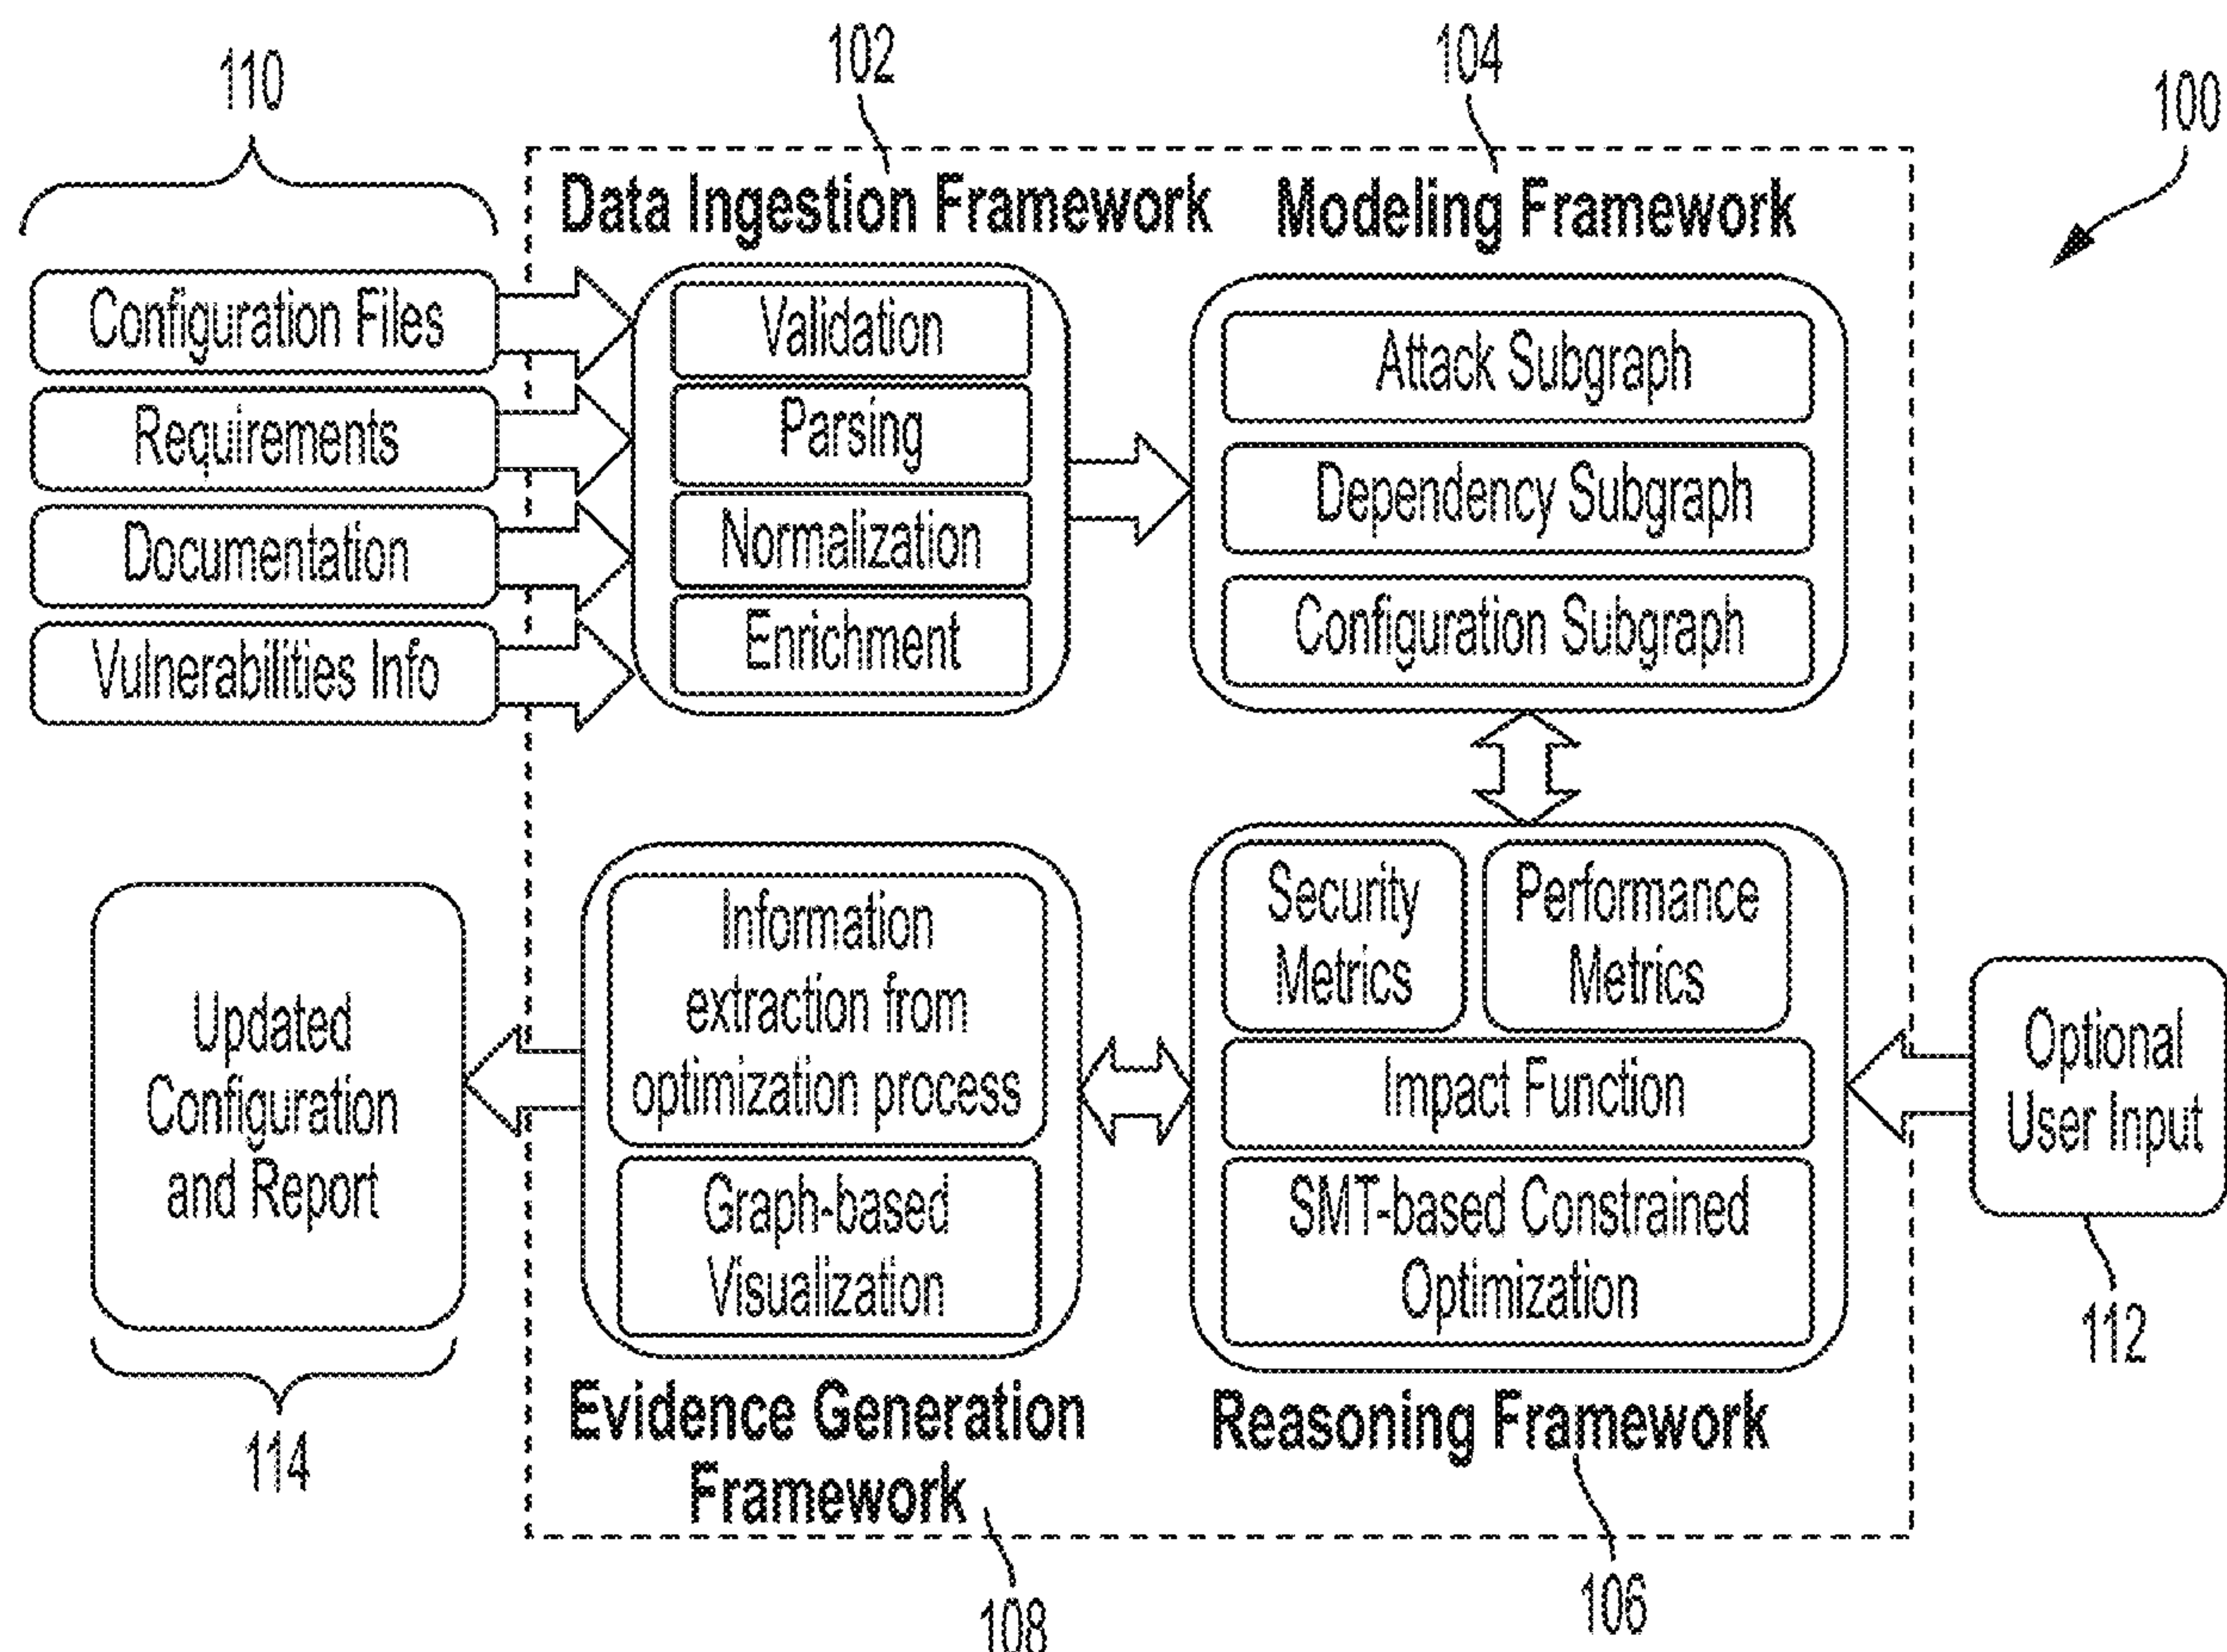 110
102
104
100
Data Ingestion Framework
Modeling Framework
Configuration Files
Requirements
Documentation
Vulnerabilities Info
Validation
Parsing
Normalization
Enrichment
Attack Subgraph
Dependency Subgraph
Configuration Subgraph
Updated
Configuration
and Report
114
Information
extraction from
optimization process
Graph-based
Visualization
Evidence Generation
Framework
108
Security
Metrics
Performance
Metrics
Impact Function
SMT-based Constrained
Optimization
Reasoning Framework
106
Optional
User Input
112